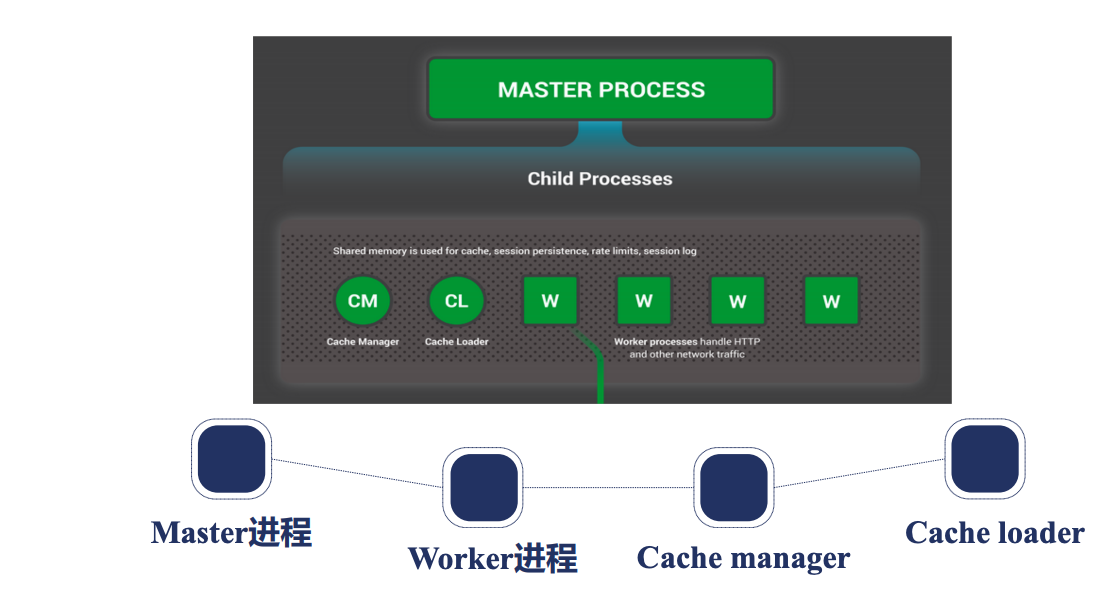 MASTER PROCESS
Child Processes
Shared memory is used for cache, session persistence, rate limits, session log
CM
CL
W
W
W
W
Cache Manager
Cache Loader
Worker processes handle HTTP
and other network traffic
Master进程
Worker进程
Cache manager
Cache loader